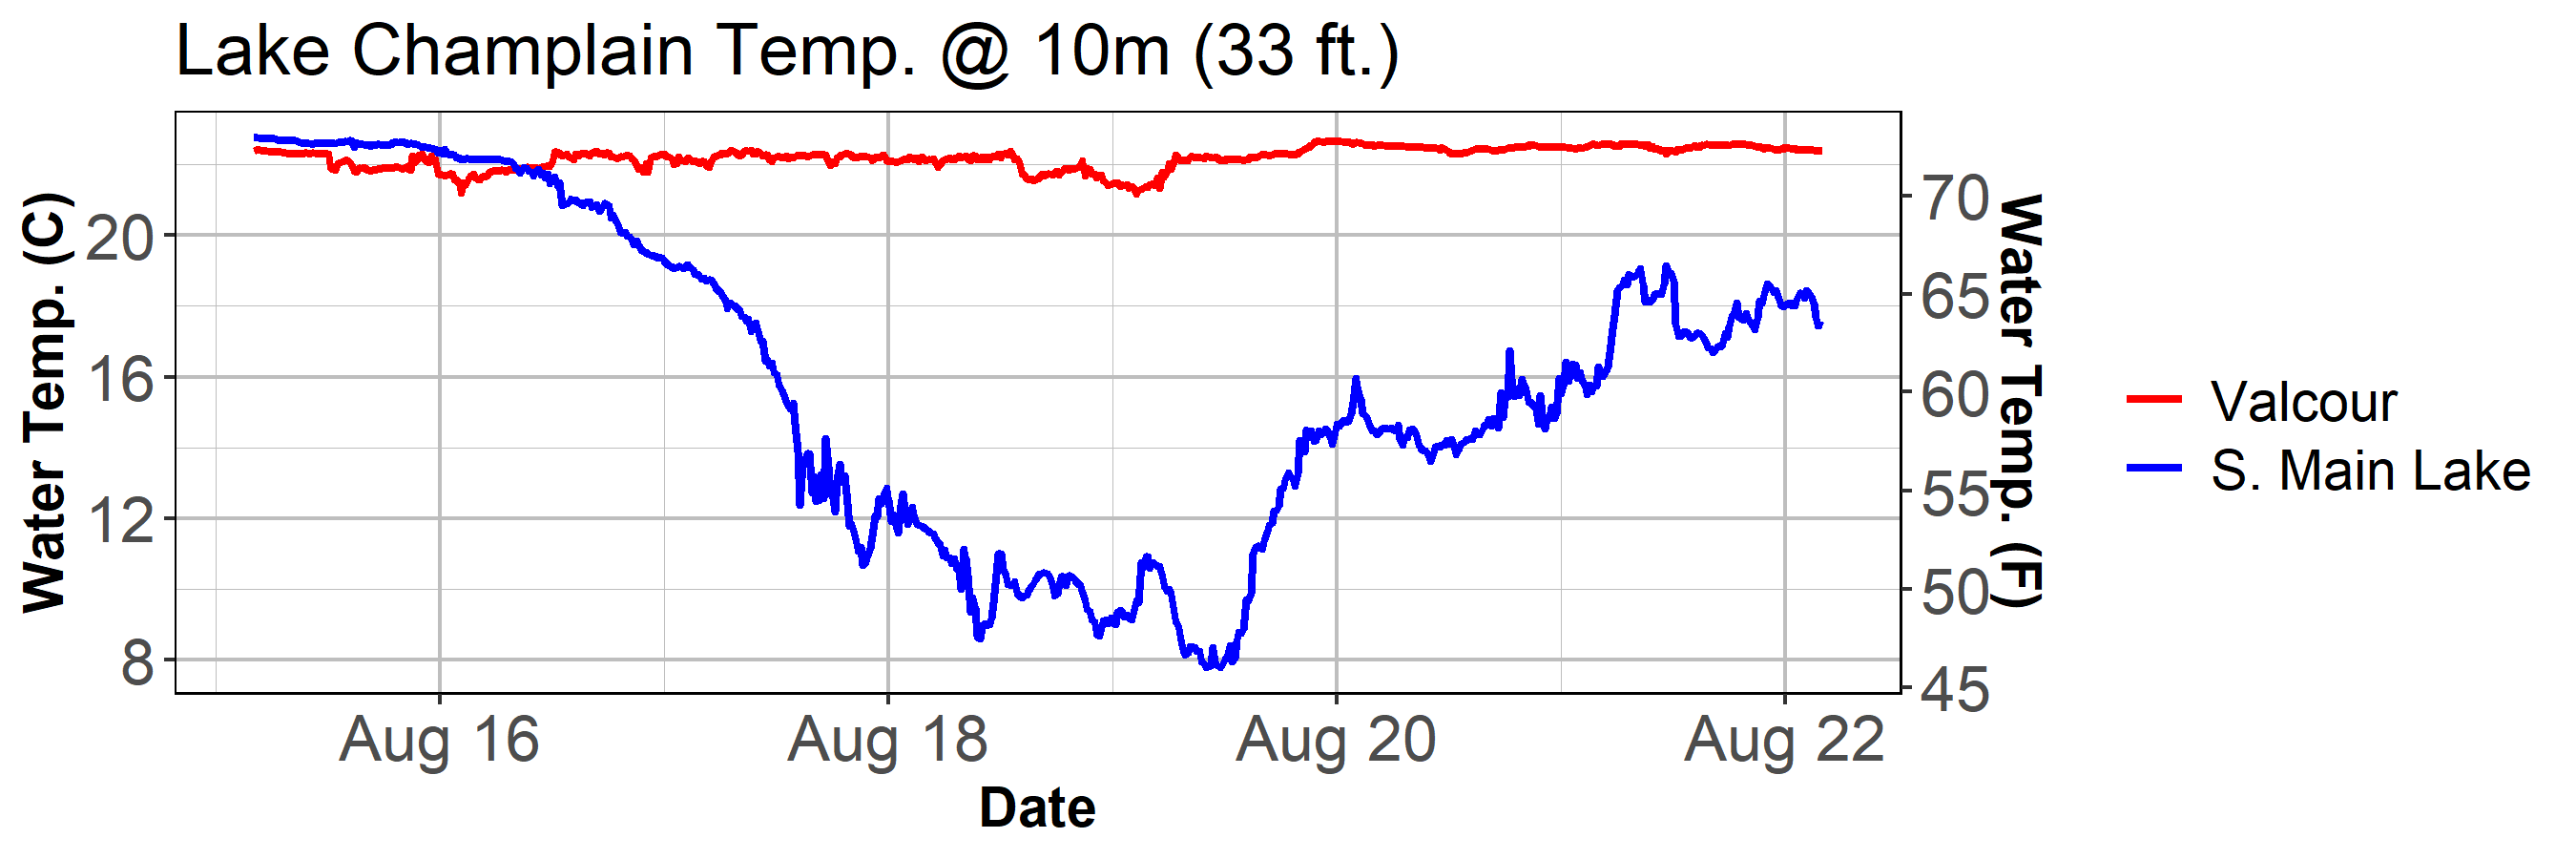 Lake Champlain Temp. @ 10m (33 ft.)
Water Temp. (C)
20
16
12
8
70
65
60
55
50
45
Water Temp. (F)
Aug 16
Aug 18
Aug 20
Aug 22
Date
Valcour
S. Main Lake